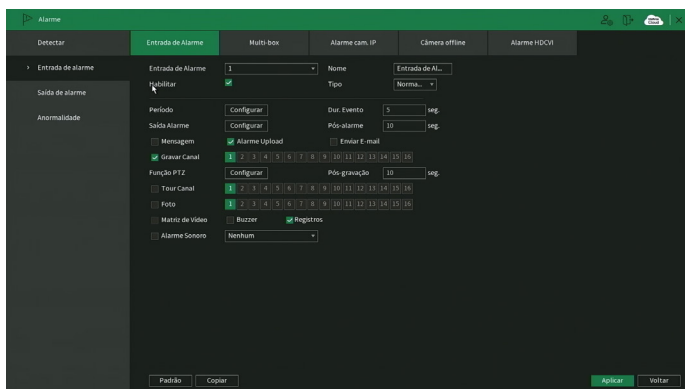 Alarme
Detectar
Entrada de Alarme
Multi-box
Alarme cam. IP
Câmera offline
Alarme HDCVI
Entrada de alarme
Saída de alarme
Anormalidade
Entrada de Alarme 1 Nome Entrada de Al...
Habilitar Tipo Norma...
Período Configurar Dur. Evento 5 seg.
Saída Alarme Configurar Pós-alarme 10 seg.
Mensagem Alarme Upload Enviar E-mail
Gravar Canal 1 2 3 4 5 6 7 8 9 10 11 12 13 14 15 16
Função PTZ Configurar Pós-gravação 10 seg.
Tour Canal 1 2 3 4 5 6 7 8 9 10 11 12 13 14 15 16
Foto 1 2 3 4 5 6 7 8 9 10 11 12 13 14 15 16
Matriz de Vídeo Buzzer Registros
Alarme Sonoro Nenhum
Padrão Copiar Aplicar Voltar